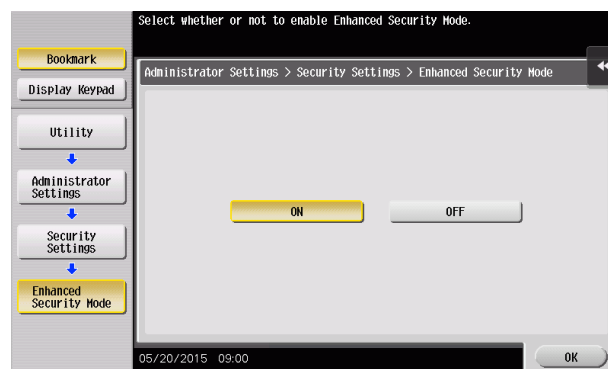 Select whether or not to enable Enhanced Security Mode.
Bookmark
Display Keypad
Administrator Settings > Security Settings > Enhanced Security Mode
Utility
Administrator
Settings
Security
Settings
Enhanced
Security Mode
ON
OFF
05/20/2015 09:00
OK